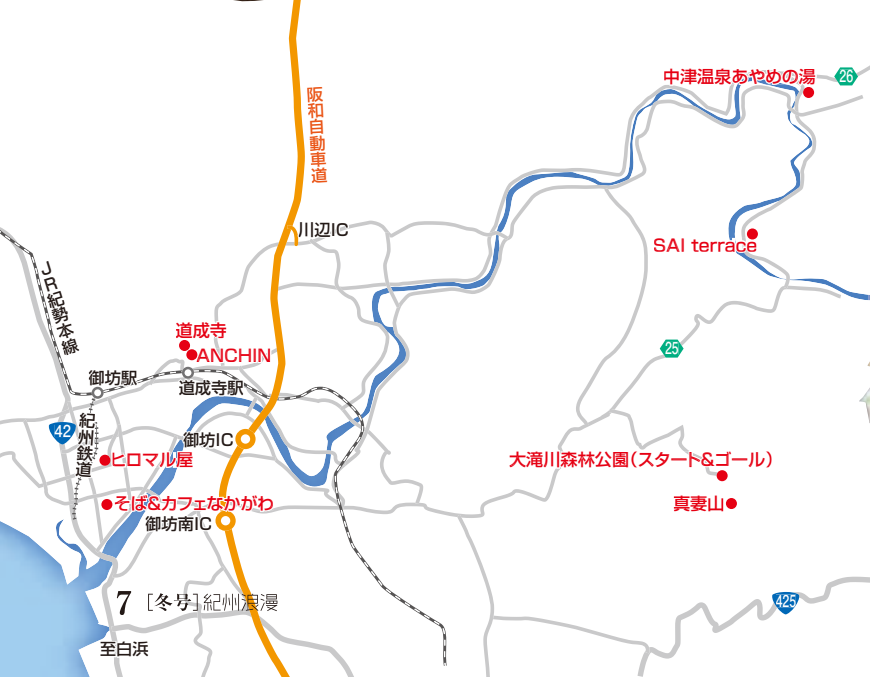 中津温泉あやめの湯
26
阪和自動車道
川辺IC
SAI terrace
JR紀勢本線
道成寺
ANCHIN
25
御坊駅
道成寺駅
42
紀州鉄道
御坊IC
ヒロマル屋
大滝川森林公園(スタート&ゴール)
そば&カフェなかがわ
真妻山
御坊南IC
7 [冬号]紀州浪漫
425
至白浜